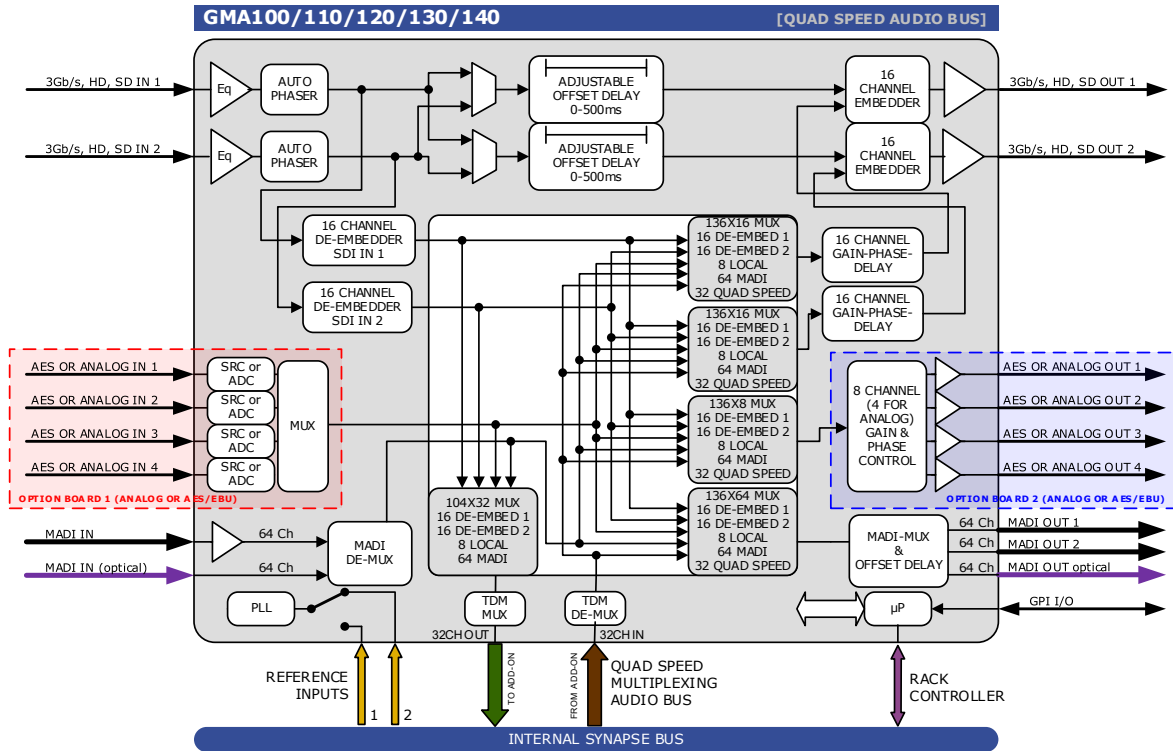 GMA100/110/120/130/140
[QUAD SPEED AUDIO BUS]
3Gb/s, HD, SD IN 1
Eq
AUTO
PHASER
ADJUSTABLE
OFFSET DELAY
0-500ms
16
CHANNEL
EMBEDDER
3Gb/s, HD, SD OUT 1
3Gb/s, HD, SD IN 2
Eq
AUTO
PHASER
ADJUSTABLE
OFFSET DELAY
0-500ms
16
CHANNEL
EMBEDDER
3Gb/s, HD, SD OUT 2
16 CHANNEL
DE-EMBEDDER
SDI IN 1
136X16 MUX
16 DE-EMBED 1
16 DE-EMBED 2
8 LOCAL
64 MADI
32 QUAD SPEED
16 CHANNEL
GAIN-PHASE-
DELAY
16 CHANNEL
DE-EMBEDDER
SDI IN 2
136X16 MUX
16 DE-EMBED 1
16 DE-EMBED 2
8 LOCAL
64 MADI
32 QUAD SPEED
16 CHANNEL
GAIN-PHASE-
DELAY
AES OR ANALOG IN 1
SRC or
ADC
AES OR ANALOG IN 2
SRC or
ADC
AES OR ANALOG IN 3
SRC or
ADC
AES OR ANALOG IN 4
SRC or
ADC
MUX
OPTION BOARD 1 (ANALOG OR AES/EBU)
136X8 MUX
16 DE-EMBED 1
16 DE-EMBED 2
8 LOCAL
64 MADI
32 QUAD SPEED
8 CHANNEL
(4 FOR
ANALOG)
GAIN &
PHASE
CONTROL
AES OR ANALOG OUT 1
AES OR ANALOG OUT 2
AES OR ANALOG OUT 3
AES OR ANALOG OUT 4
OPTION BOARD 2 (ANALOG OR AES/EBU)
MADI IN
64 Ch
MADI IN (optical)
64 Ch
MADI
DE-MUX
104X32 MUX
16 DE-EMBED 1
16 DE-EMBED 2
8 LOCAL
64 MADI
136X64 MUX
16 DE-EMBED 1
16 DE-EMBED 2
8 LOCAL
64 MADI
32 QUAD SPEED
MADI-MUX
&
OFFSET DELAY
64 Ch
MADI OUT 1
64 Ch
MADI OUT 2
64 Ch
MADI OUT optical
PLL
TDM
MUX
TDM
DE-MUX
µP
GPI I/O
32CH OUT
32CH IN
REFERENCE
INPUTS
1
2
TO ADD-ON
FROM ADD-ON
QUAD SPEED
MULTIPLEXING
AUDIO BUS
RACK
CONTROLLER
INTERNAL SYNAPSE BUS